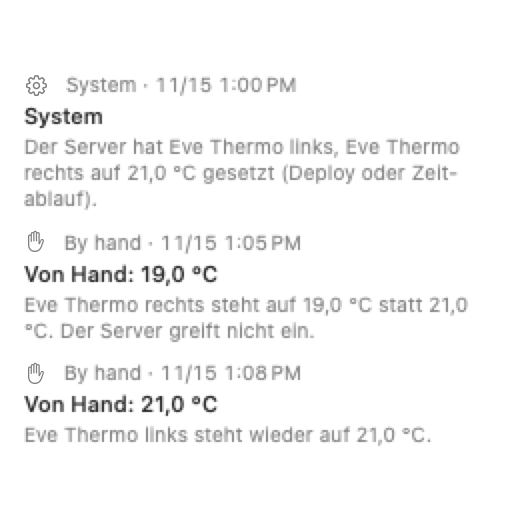 System · 11/15 1:00 PM
System
Der Server hat Eve Thermo links, Eve Thermo
rechts auf 21,0 °C gesetzt (Deploy oder Zeit-
ablauf).
By hand · 11/15 1:05 PM
Von Hand: 19,0 °C
Eve Thermo rechts steht auf 19,0 °C statt 21,0
°C. Der Server greift nicht ein.
By hand · 11/15 1:08 PM
Von Hand: 21,0 °C
Eve Thermo links steht wieder auf 21,0 °C.